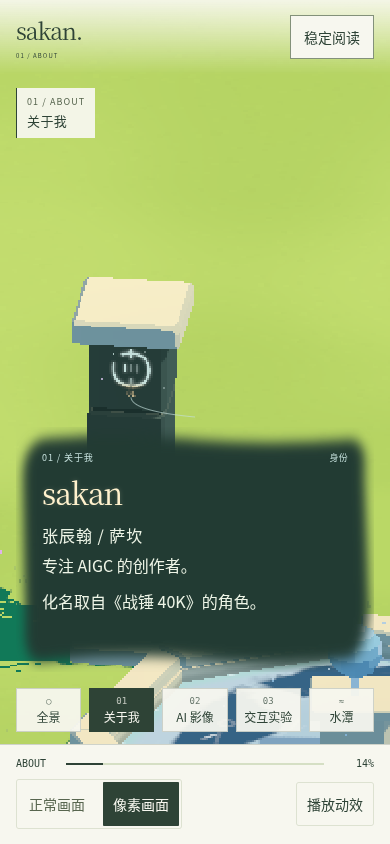 sakan.
01 / ABOUT
稳定阅读
01 / ABOUT
关于我
01 / 关于我
身份
sakan
张辰翰 / 萨坎
专注 AIGC 的创作者。
化名取自《战锤 40K》的角色。
○
全景
01
关于我
02
AI 影像
03
交互实验
≈
水潭
ABOUT
14%
正常画面
像素画面
播放动效